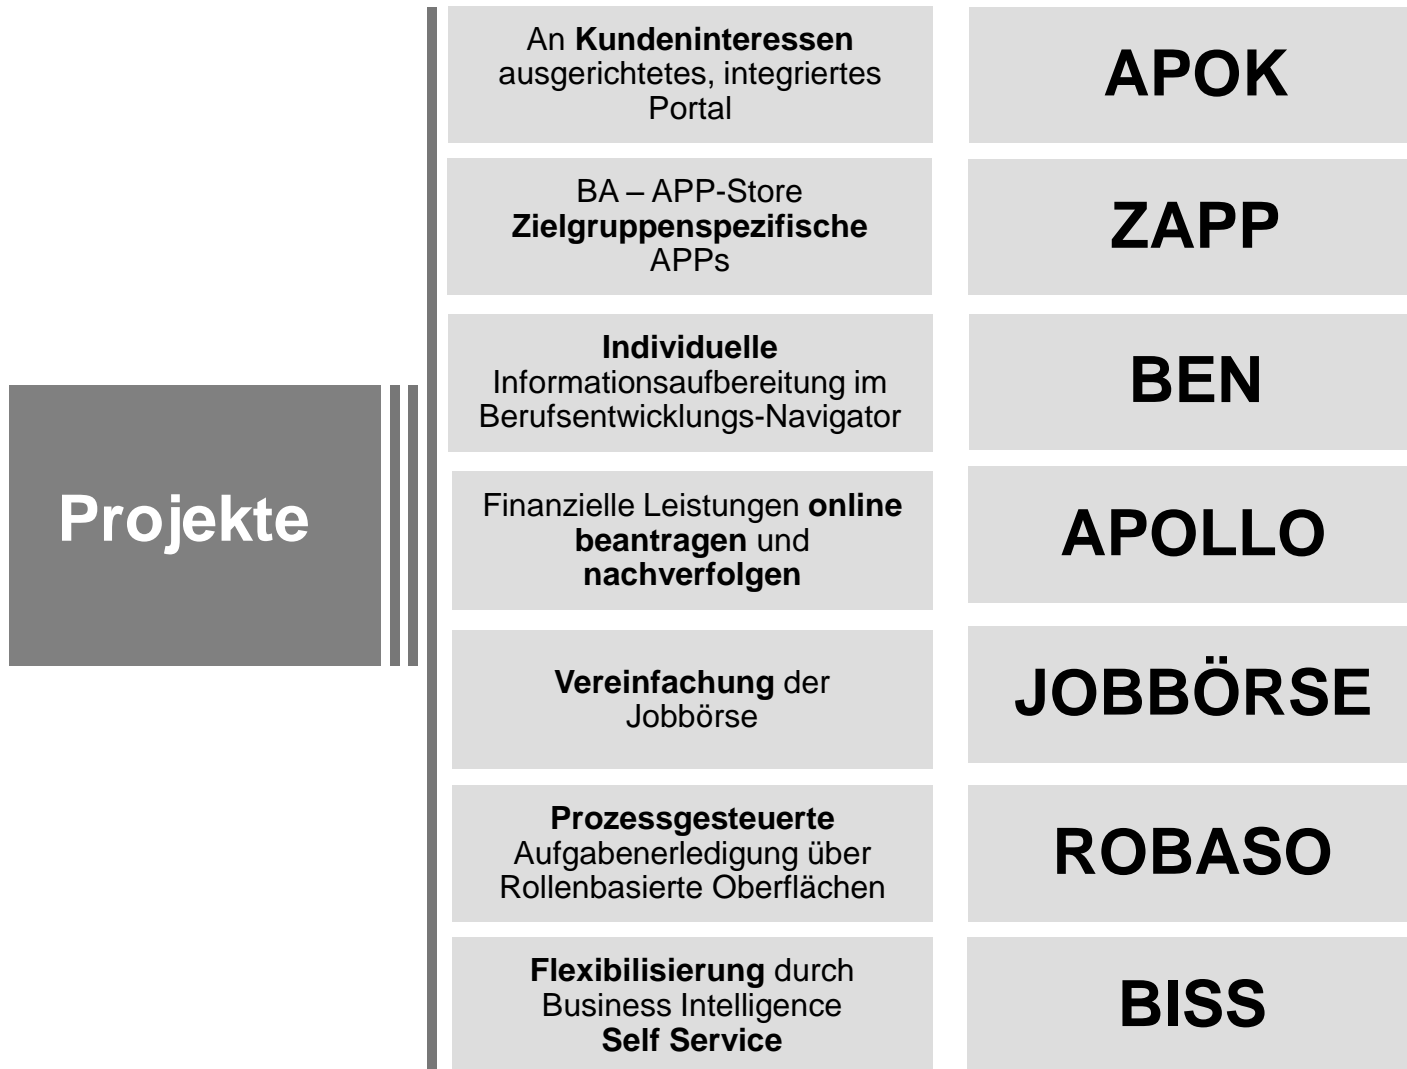 Projekte
An Kundeninteressen
ausgerichtetes, integriertes
Portal
APOK
BA – APP-Store
Zielgruppenspezifische
APPs
ZAPP
Individuelle
Informationsaufbereitung im
Berufsentwicklungs-Navigator
BEN
Finanzielle Leistungen online
beantragen und
nachverfolgen
APOLLO
Vereinfachung der
Jobbörse
JOBBÖRSE
Prozessgesteuerte
Aufgabenerledigung über
Rollenbasierte Oberflächen
ROBASO
Flexibilisierung durch
Business Intelligence
Self Service
BISS